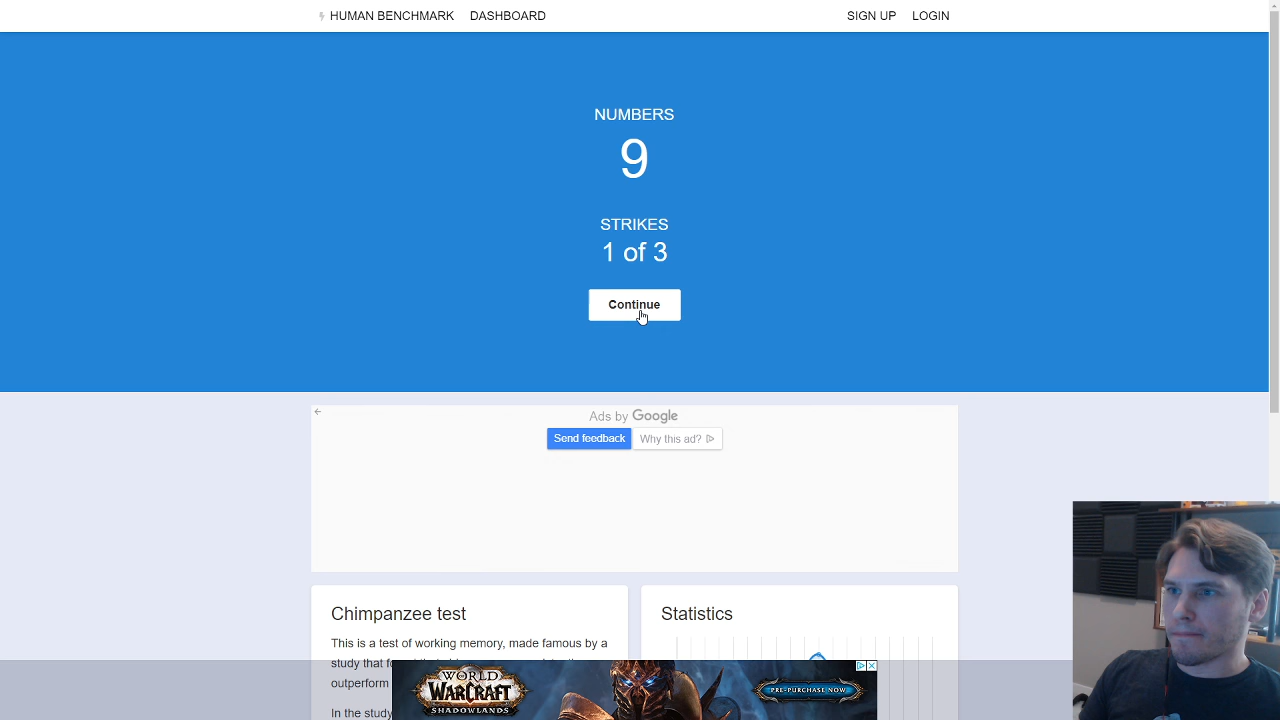 HUMAN BENCHMARK DASHBOARD SIGN UP LOGIN
NUMBERS
9
STRIKES
1 of 3
Continue
Ads by Google
Send feedback Why this ad?
Chimpanzee test
This is a test of working memory, made famous by a
study that
outperform
In the study
Statistics
WORLD
WARCRAFT
SHADOWLANDS
PRE-PURCHASE NOW